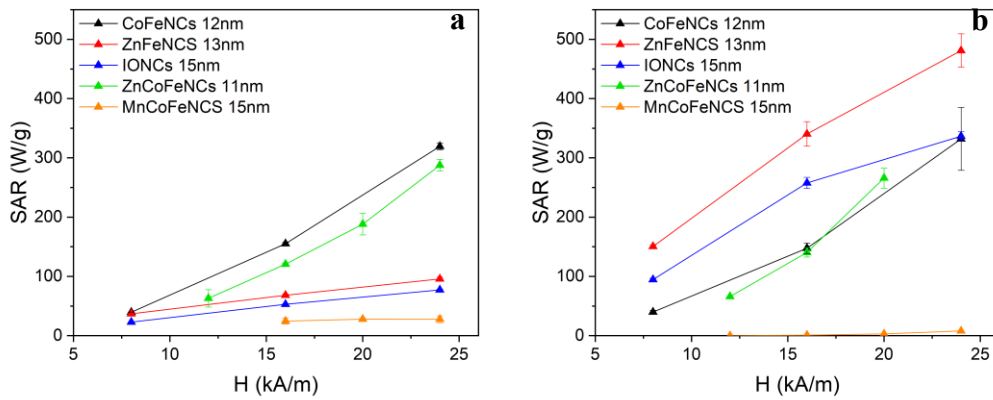 a
CoFeNCs 12nm
ZnFeNCS 13nm
IONCs 15nm
ZnCoFeNCs 11nm
MnCoFeNCS 15nm
500
400
300
200
100
0
SAR (W/g)
5
10
15
20
25
H (kA/m)
b
CoFeNCs 12nm
ZnFeNCS 13nm
IONCs 15nm
ZnCoFeNCs 11nm
MnCoFeNCS 15nm
500
400
300
200
100
0
SAR (W/g)
5
10
15
20
25
H (kA/m)